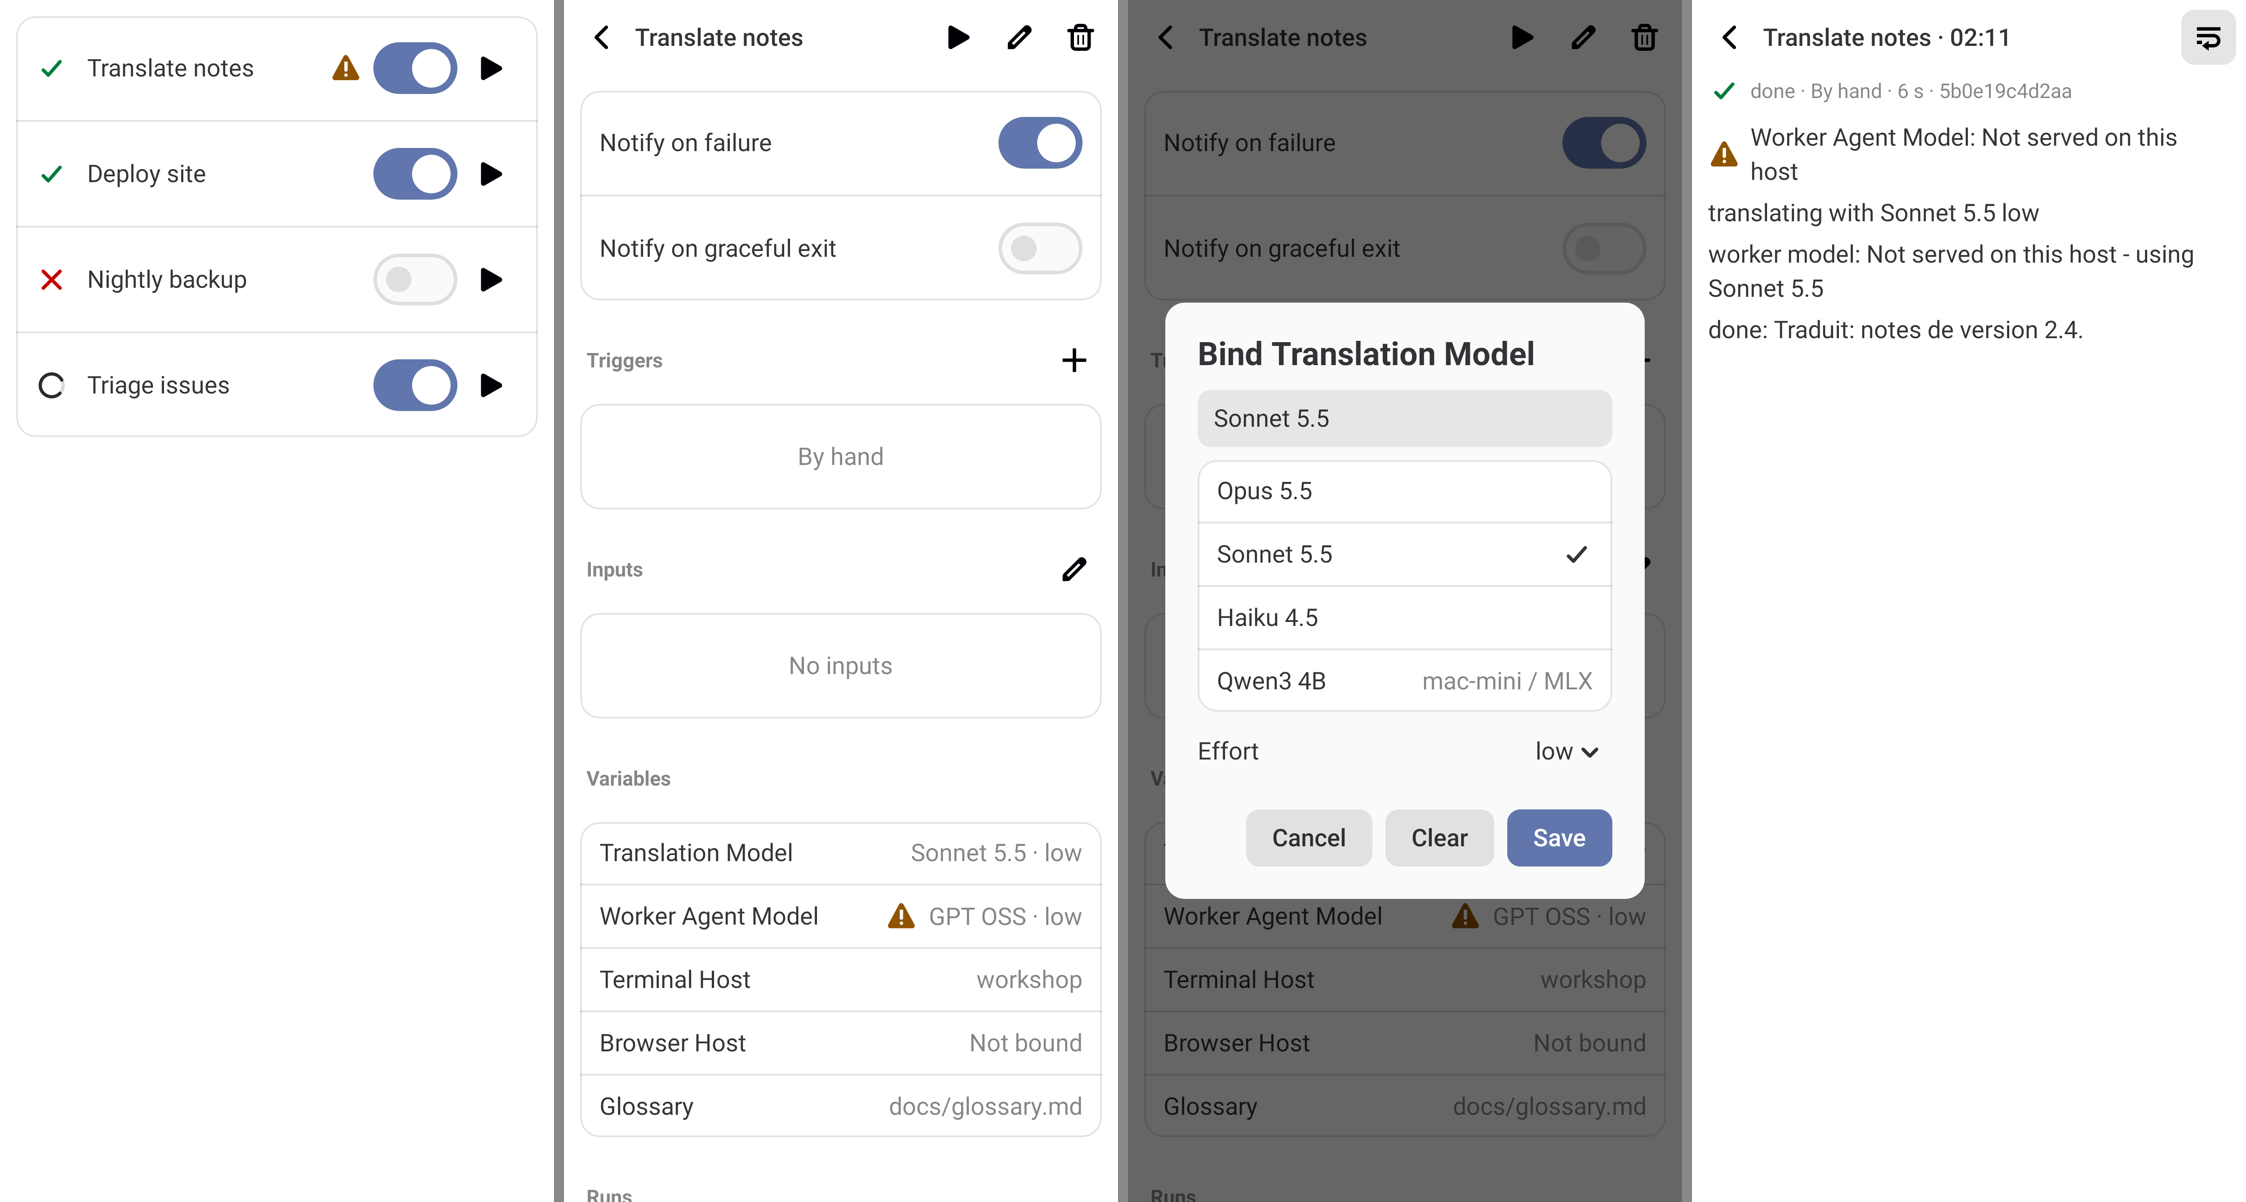 Translate notes
Deploy site
Nightly backup
Triage issues
Translate notes
Notify on failure
Notify on graceful exit
Triggers
By hand
Inputs
No inputs
Variables
Translation Model Sonnet 5.5 · low
Worker Agent Model GPT OSS · low
Terminal Host workshop
Browser Host Not bound
Glossary docs/glossary.md
Runs
Translate notes
Notify on failure
Notify on graceful exit
Bind Translation Model
Sonnet 5.5
Opus 5.5
Sonnet 5.5
Haiku 4.5
Qwen3 4B mac-mini / MLX
Effort low
Cancel Clear Save
Worker Agent Model GPT OSS · low
Terminal Host workshop
Browser Host Not bound
Glossary docs/glossary.md
Runs
Translate notes · 02:11
done · By hand · 6 s · 5b0e19c4d2aa
Worker Agent Model: Not served on this
host
translating with Sonnet 5.5 low
worker model: Not served on this host - using
Sonnet 5.5
done: Traduit: notes de version 2.4.